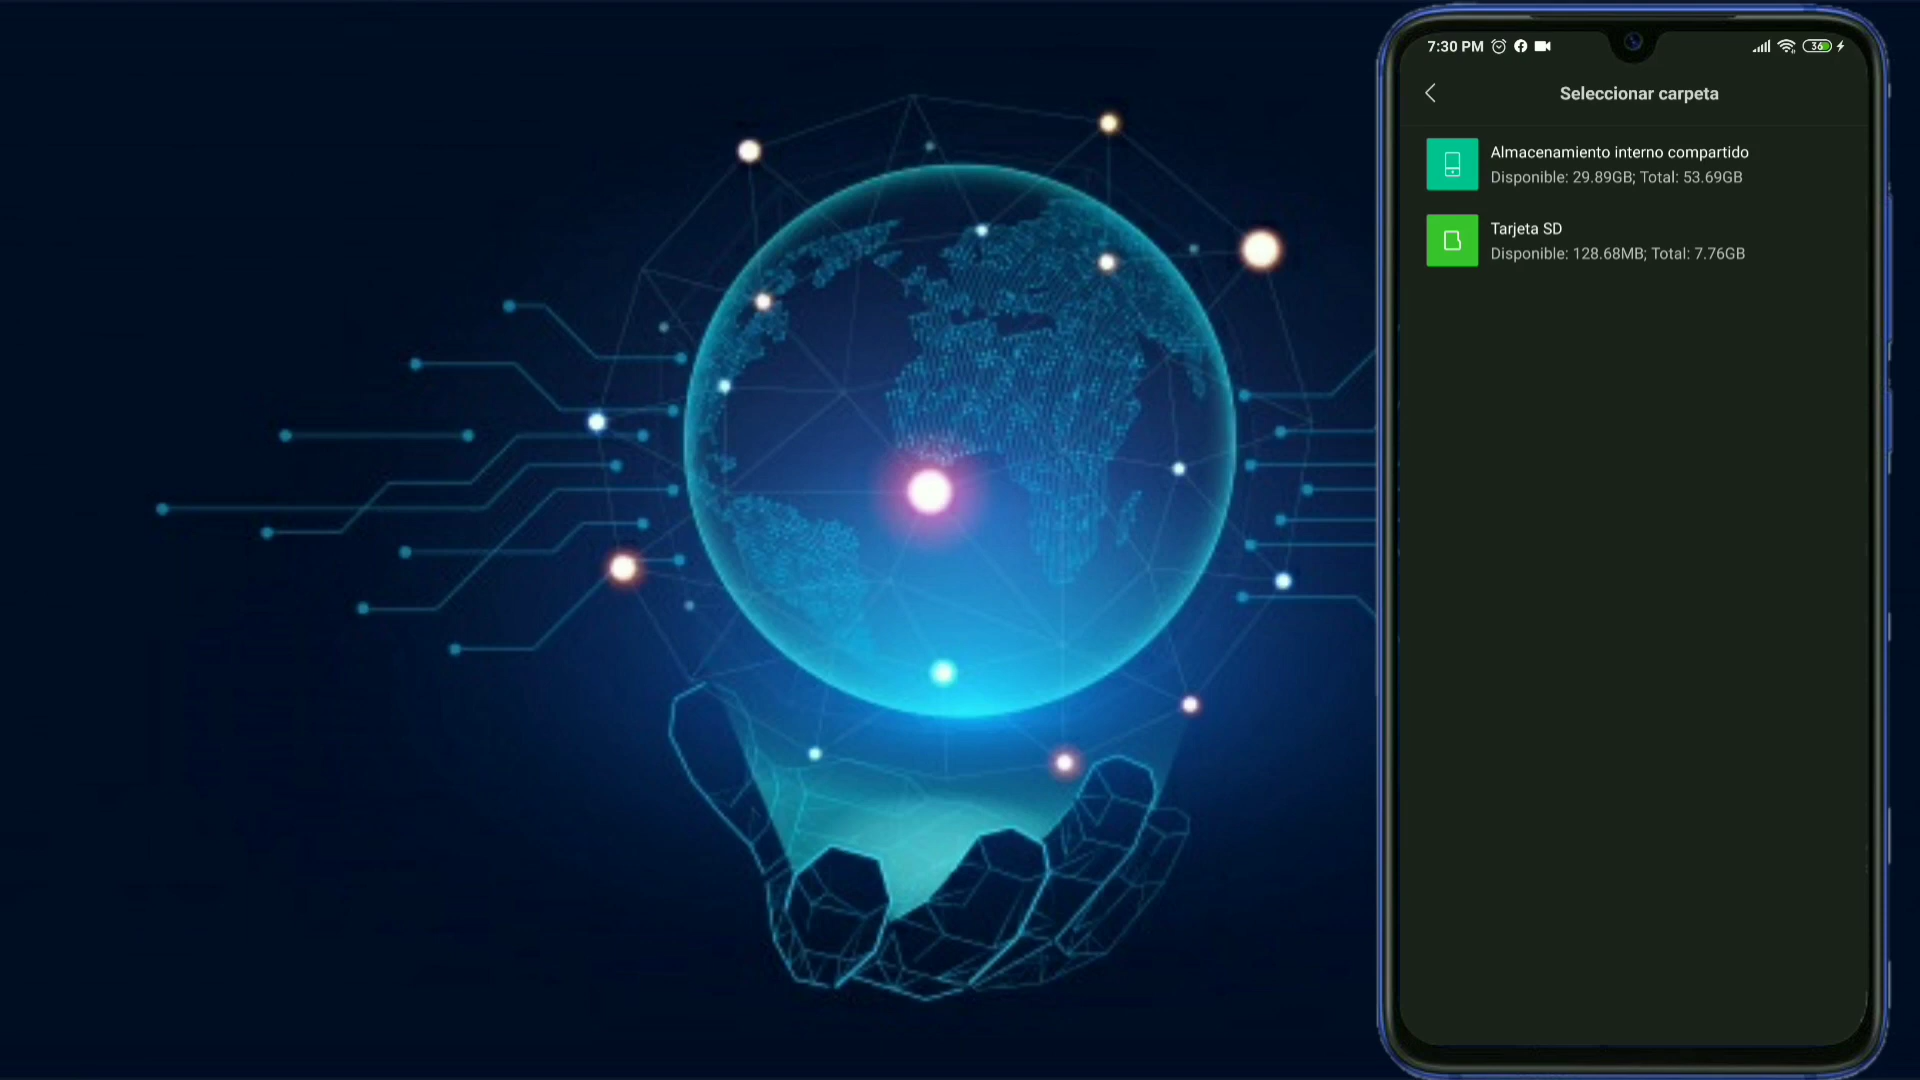 7:30 PM
36
Seleccionar carpeta
Almacenamiento interno compartido
Disponible: 29.89GB; Total: 53.69GB
Tarjeta SD
Disponible: 128.68MB; Total: 7.76GB